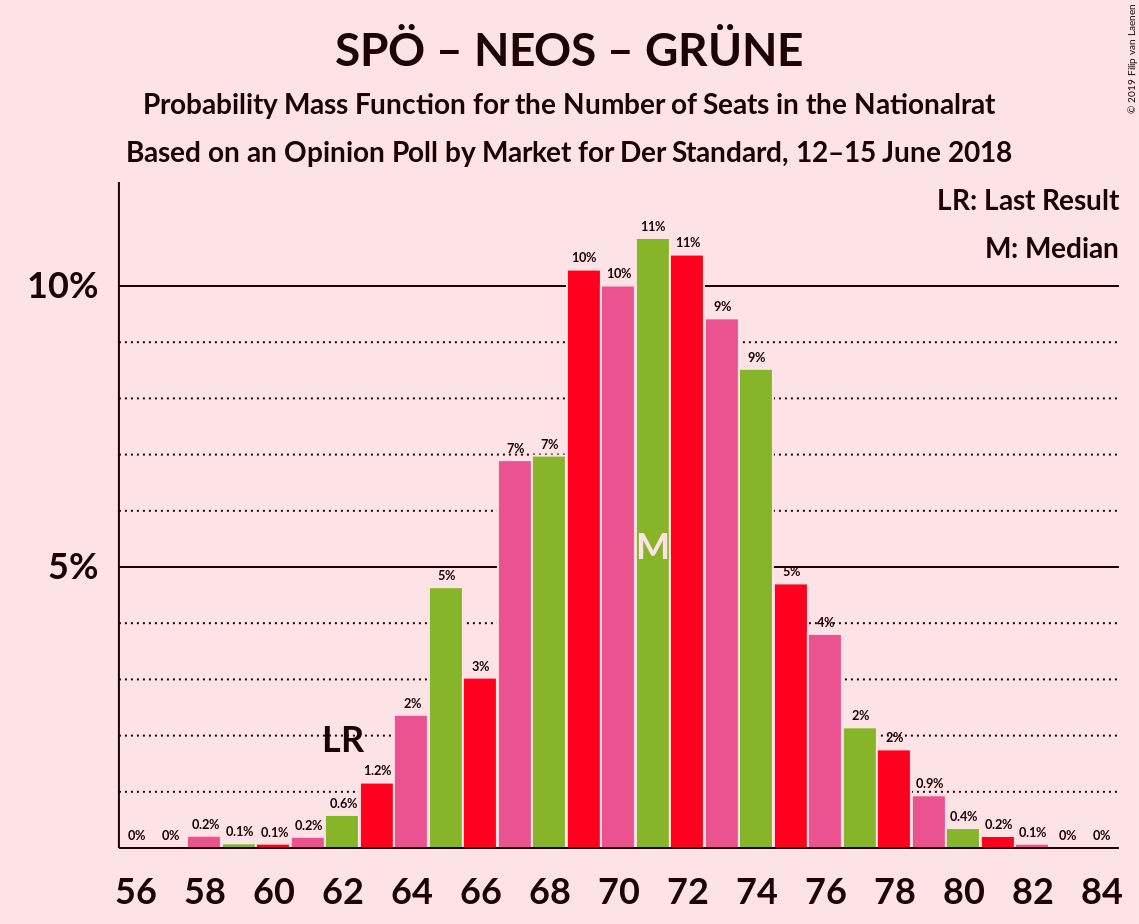 SPÖ – NEOS – GRÜNE
Probability Mass Function for the Number of Seats in the Nationalrat
Based on an Opinion Poll by Market for Der Standard, 12–15 June 2018
© 2019 Filip van Laenen
LR: Last Result
M: Median
10%
5%
0% 0% 0.2% 0.1% 0.1% 0.2% 0.6% 1.2% 2% 5% 3% 7% 7% 10% 10% 11% 11% 9% 9% 5% 4% 2% 2% 0.9% 0.4% 0.2% 0.1% 0% 0%
LR
M
56 58 60 62 64 66 68 70 72 74 76 78 80 82 84